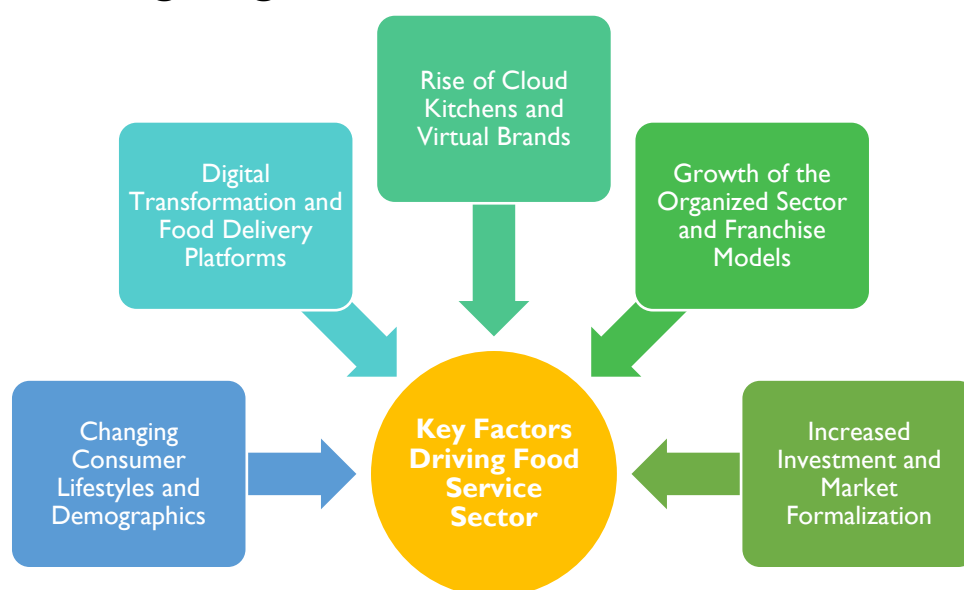 Rise of Cloud
Kitchens and
Virtual Brands
Digital
Transformation and
Food Delivery
Platforms
Growth of the
Organized Sector
and Franchise
Models
Changing
Consumer
Lifestyles and
Demographics
Key Factors
Driving Food
Service
Sector
Increased
Investment and
Market
Formalization